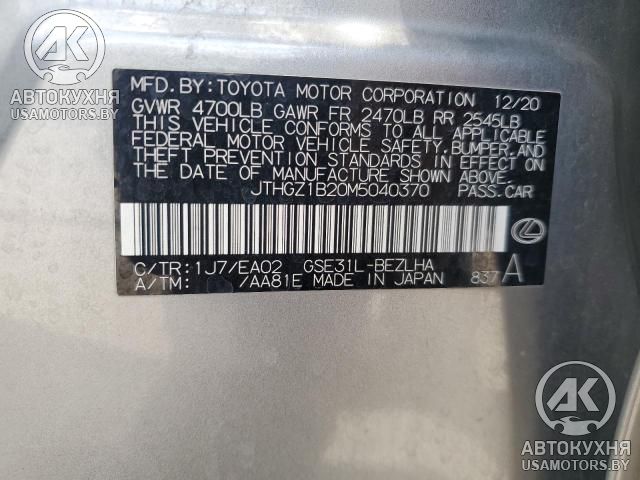 АК
АВТОКУХНЯ
USAMOTORS.BY
MFD.BY:TOYOTA MOTOR CORPORATION 12/20
GVWR 4700LB GAWR FR 2470LB RR 2545LB
THIS VEHICLE CONFORMS TO ALL APPLICABLE
FEDERAL MOTOR VEHICLE SAFETY,BUMPER,AND
THEFT PREVENTION STANDARDS IN EFFECT ON
THE DATE OF MANUFACTURE SHOWN ABOVE.
JTHGZ1B20M5040370 PASS.CAR
C/TR:1J7/EA02 GSE31L-BEZLHA
A/TM: /AA81E MADE IN JAPAN 837 A
АК
АВТОКУХНЯ
USAMOTORS.BY